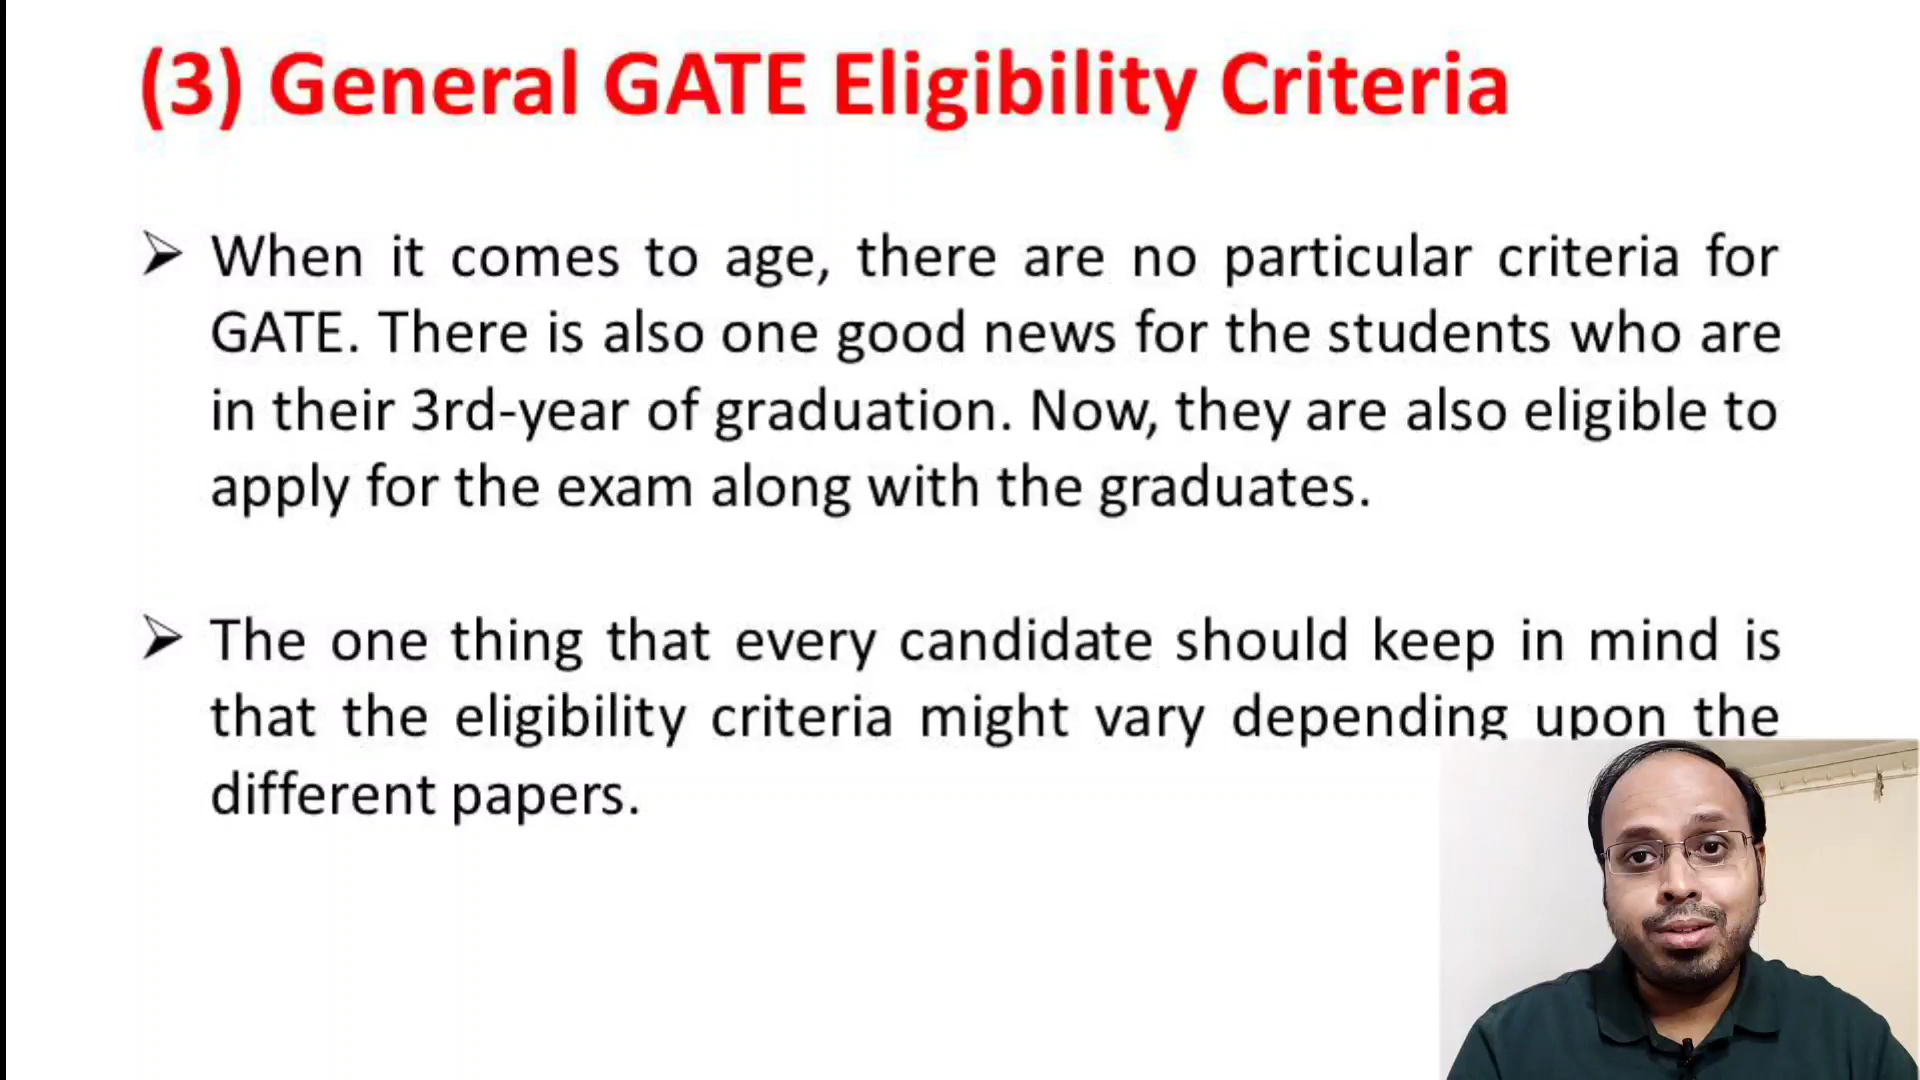 (3) General GATE Eligibility Criteria
When it comes to age, there are no particular criteria for
GATE. There is also one good news for the students who are
in their 3rd-year of graduation. Now, they are also eligible to
apply for the exam along with the graduates.
The one thing that every candidate should keep in mind is
that the eligibility criteria might vary depending upon the
different papers.